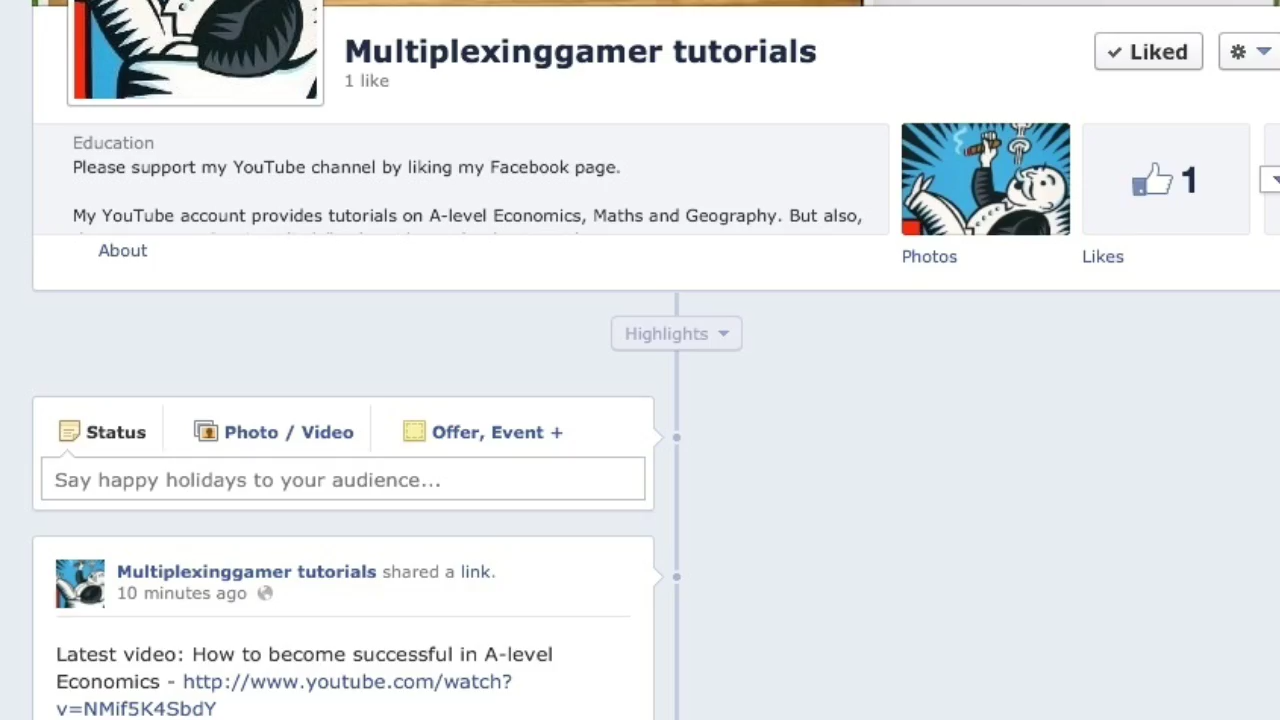 Multiplexinggamer tutorials
1 like
Liked
Education
Please support my YouTube channel by liking my Facebook page.
My YouTube account provides tutorials on A-level Economics, Maths and Geography. But also,
1
About
Photos
Likes
Highlights
Status
Photo / Video
Offer, Event +
Say happy holidays to your audience...
Multiplexinggamer tutorials shared a link.
10 minutes ago
Latest video: How to become successful in A-level
Economics - http://www.youtube.com/watch?
v=NMif5K4SbdY